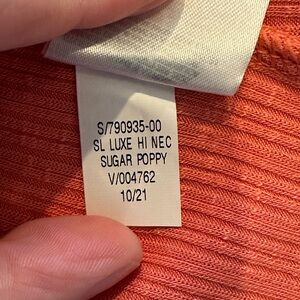 S/790935-00
SL LUXE HI NEC
SUGAR POPPY
V/004762
10/21